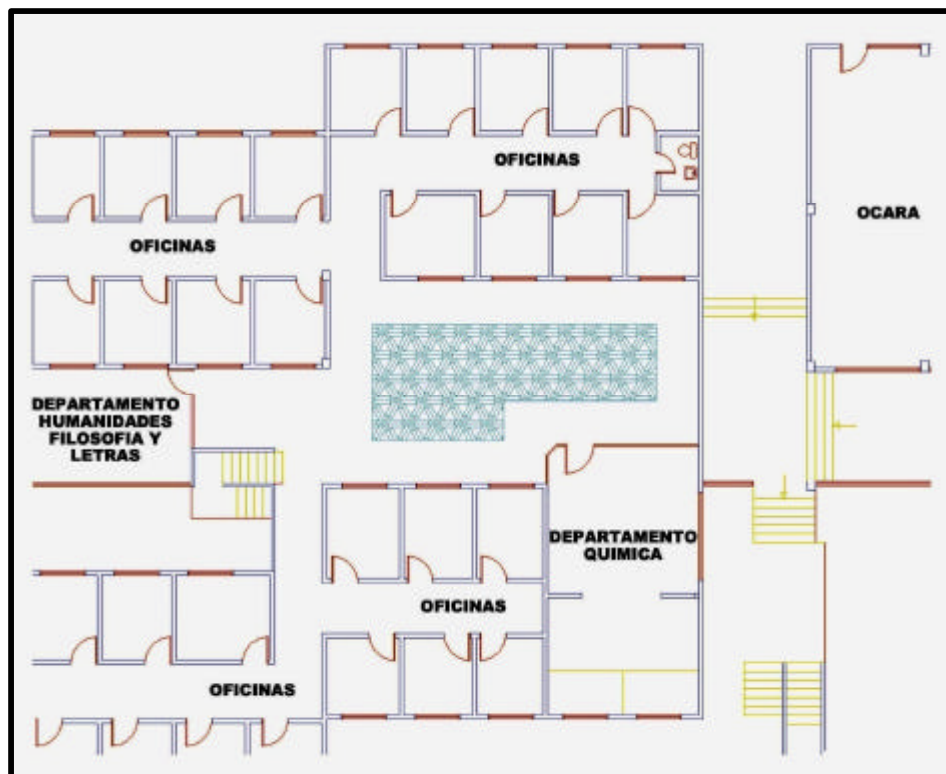 OFICINAS
OCARA
OFICINAS
DEPARTAMENTO
HUMANIDADES
FILOSOFIA Y
LETRAS
DEPARTAMENTO
QUIMICA
OFICINAS
OFICINAS